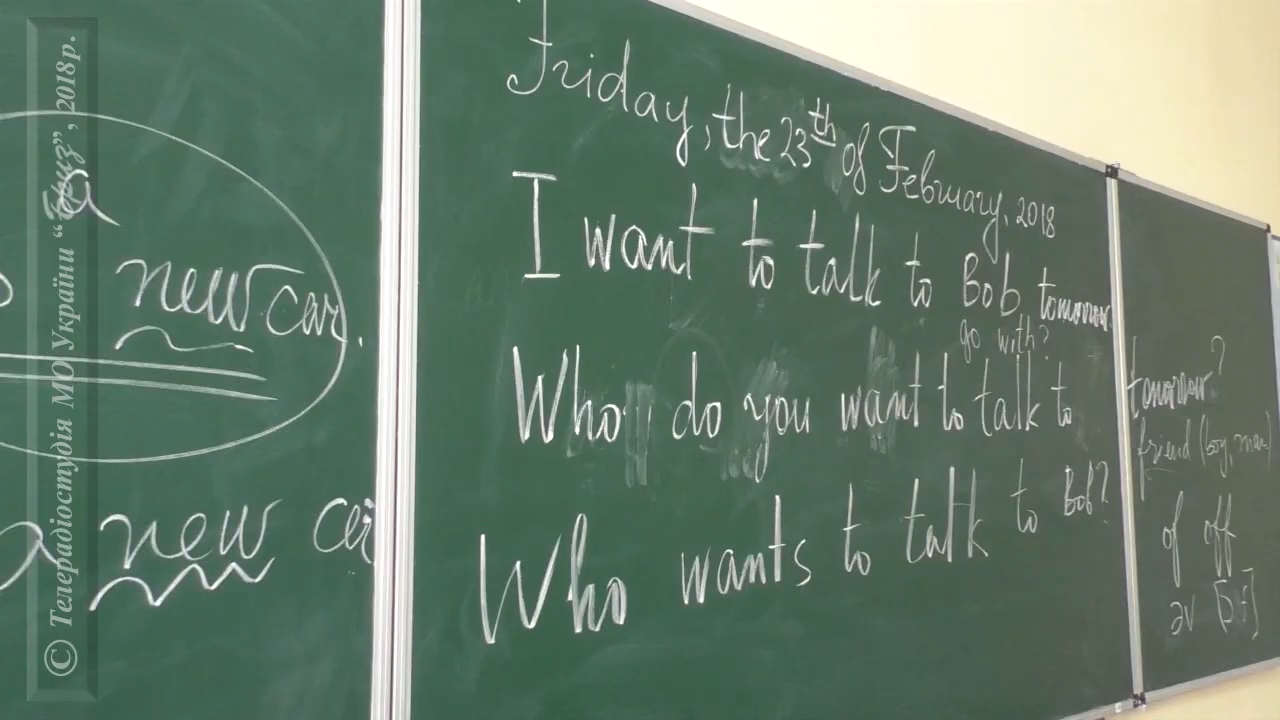 © Телерадіостудія МО України “Бриз”, 2018р.
a
new car.
a new car
Friday, the 23th of February, 2018
I want to talk to Bob tomorrow.
go with?
Who do you want to talk to tomorrow?
friend (boy, man)
Who wants to talk to Bob?
of off
əv [ɒf]